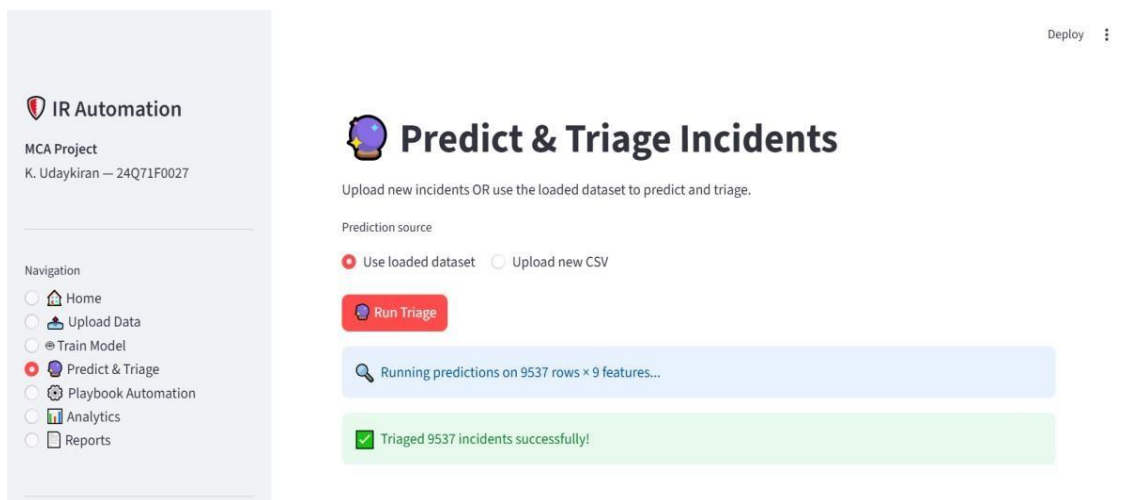 Deploy
IR Automation
MCA Project
K. Udaykiran — 24Q71F0027
Navigation
Home
Upload Data
Train Model
Predict & Triage
Playbook Automation
Analytics
Reports
Predict & Triage Incidents
Upload new incidents OR use the loaded dataset to predict and triage.
Prediction source
Use loaded dataset Upload new CSV
Run Triage
Running predictions on 9537 rows × 9 features...
Triaged 9537 incidents successfully!